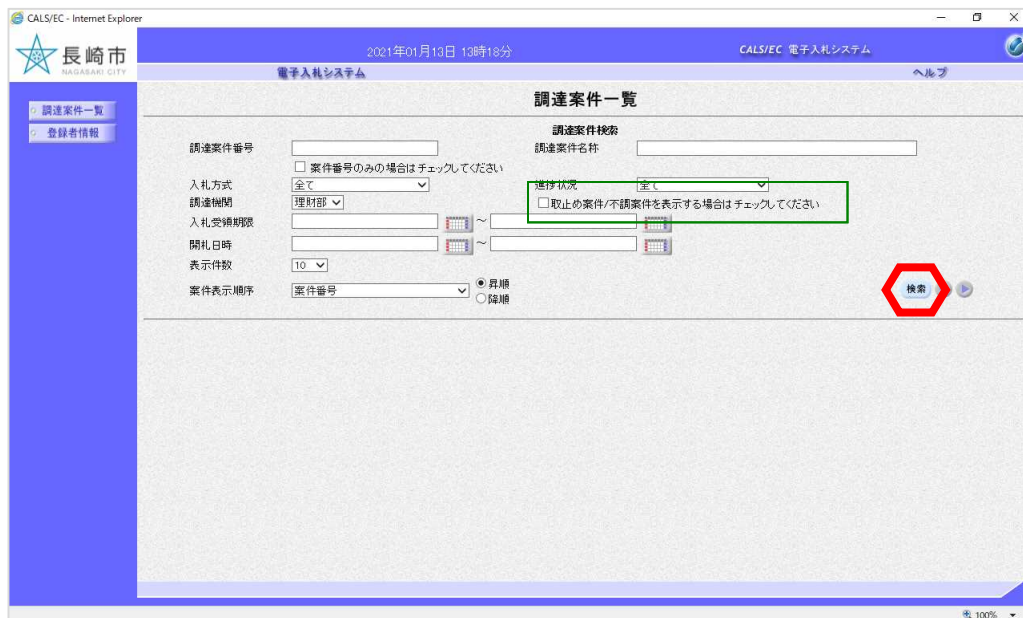 CALS/EC - Internet Explorer
長崎市
NAGASAKI CITY
2021年01月13日 13時18分
CALS/EC 電子入札システム
電子入札システム
ヘルプ
調達案件一覧
登録者情報
調達案件一覧
調達案件検索
調達案件番号
調達案件名称
案件番号のみの場合はチェックしてください
入札方式
全て
進捗状況
全て
調達機関
理財部
取止め案件/不調案件を表示する場合はチェックしてください
入札受領期限
～
開札日時
～
表示件数
10
案件表示順序
案件番号
昇順
降順
検索
100%